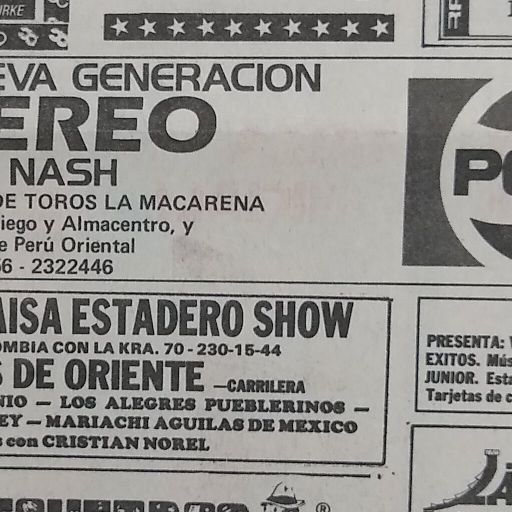 EVA GENERACION
EREO
NASH
DE TOROS LA MACARENA
iego y Almacentro, y
e Perú Oriental
6 - 2322446
AISA ESTADERO SHOW
OMBIA CON LA KRA. 70 - 230-15-44
S DE ORIENTE —CARRILERA
NIO — LOS ALEGRES PUEBLERINOS —
EY — MARIACHI AGUILAS DE MEXICO
s con CRISTIAN NOREL
PRESENTA:
EXITOS. Mús
JUNIOR. Esta
Tarjetas de c